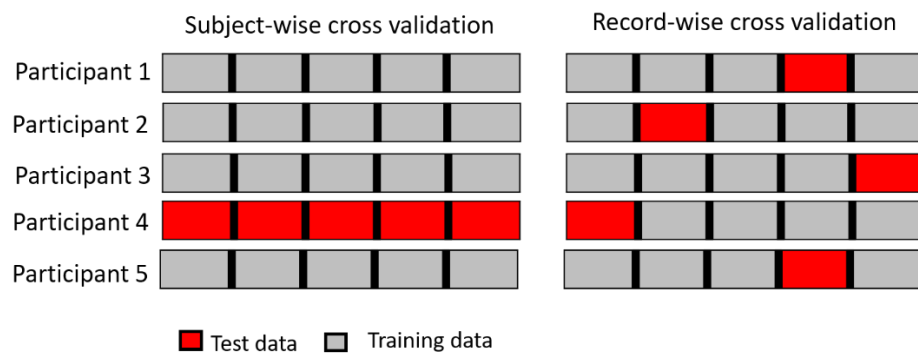 Subject-wise cross validation
Record-wise cross validation
Participant 1
Participant 2
Participant 3
Participant 4
Participant 5
Test data
Training data